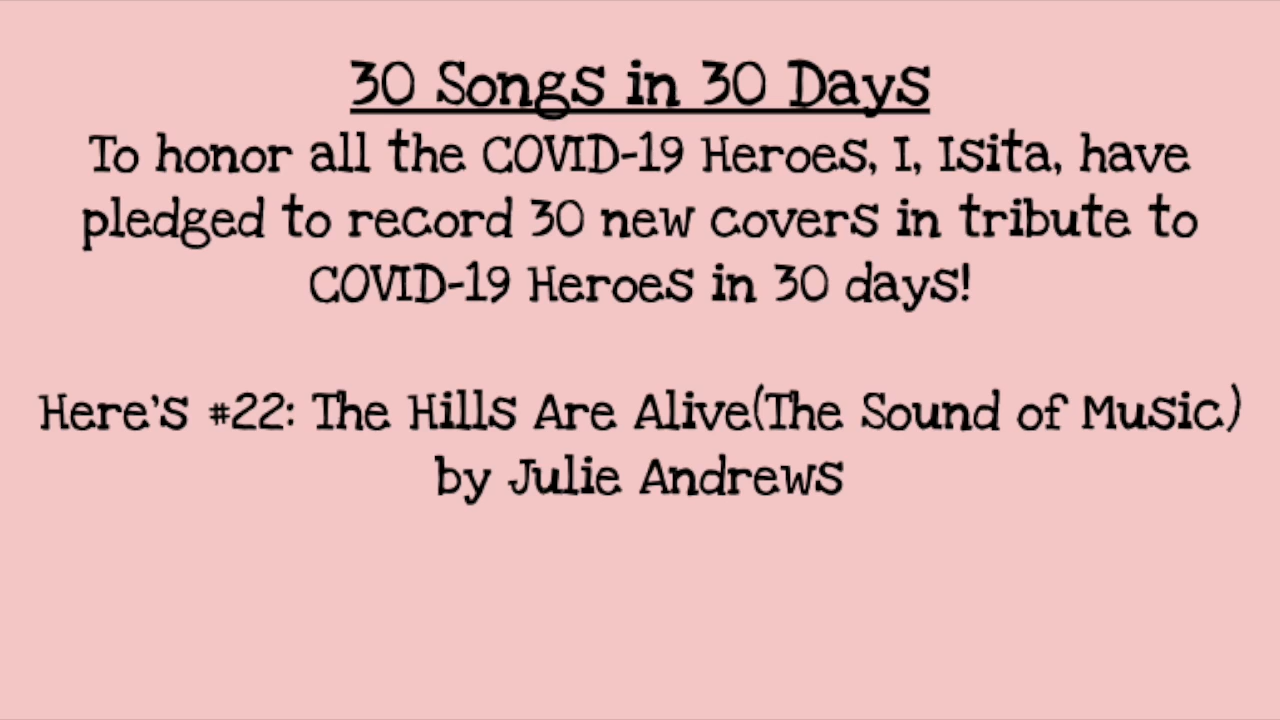 30 Songs in 30 Days
To honor all the COVID-19 Heroes, I, Isita, have
pledged to record 30 new covers in tribute to
COVID-19 Heroes in 30 days!
Here's #22: The Hills Are Alive(The Sound of Music)
by Julie Andrews